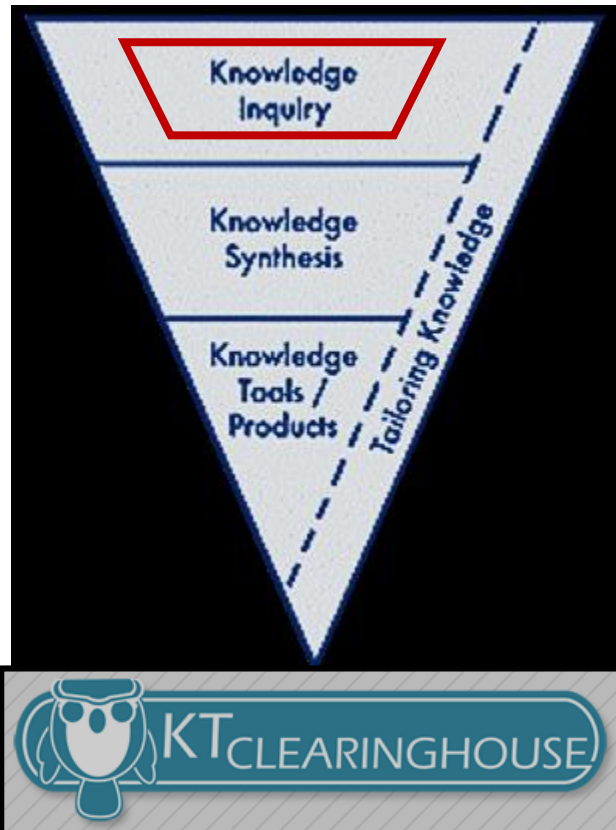 Knowledge
Inquiry
Knowledge
Synthesis
Knowledge
Tools /
Products
Tailoring Knowledge
KTCLEARINGHOUSE